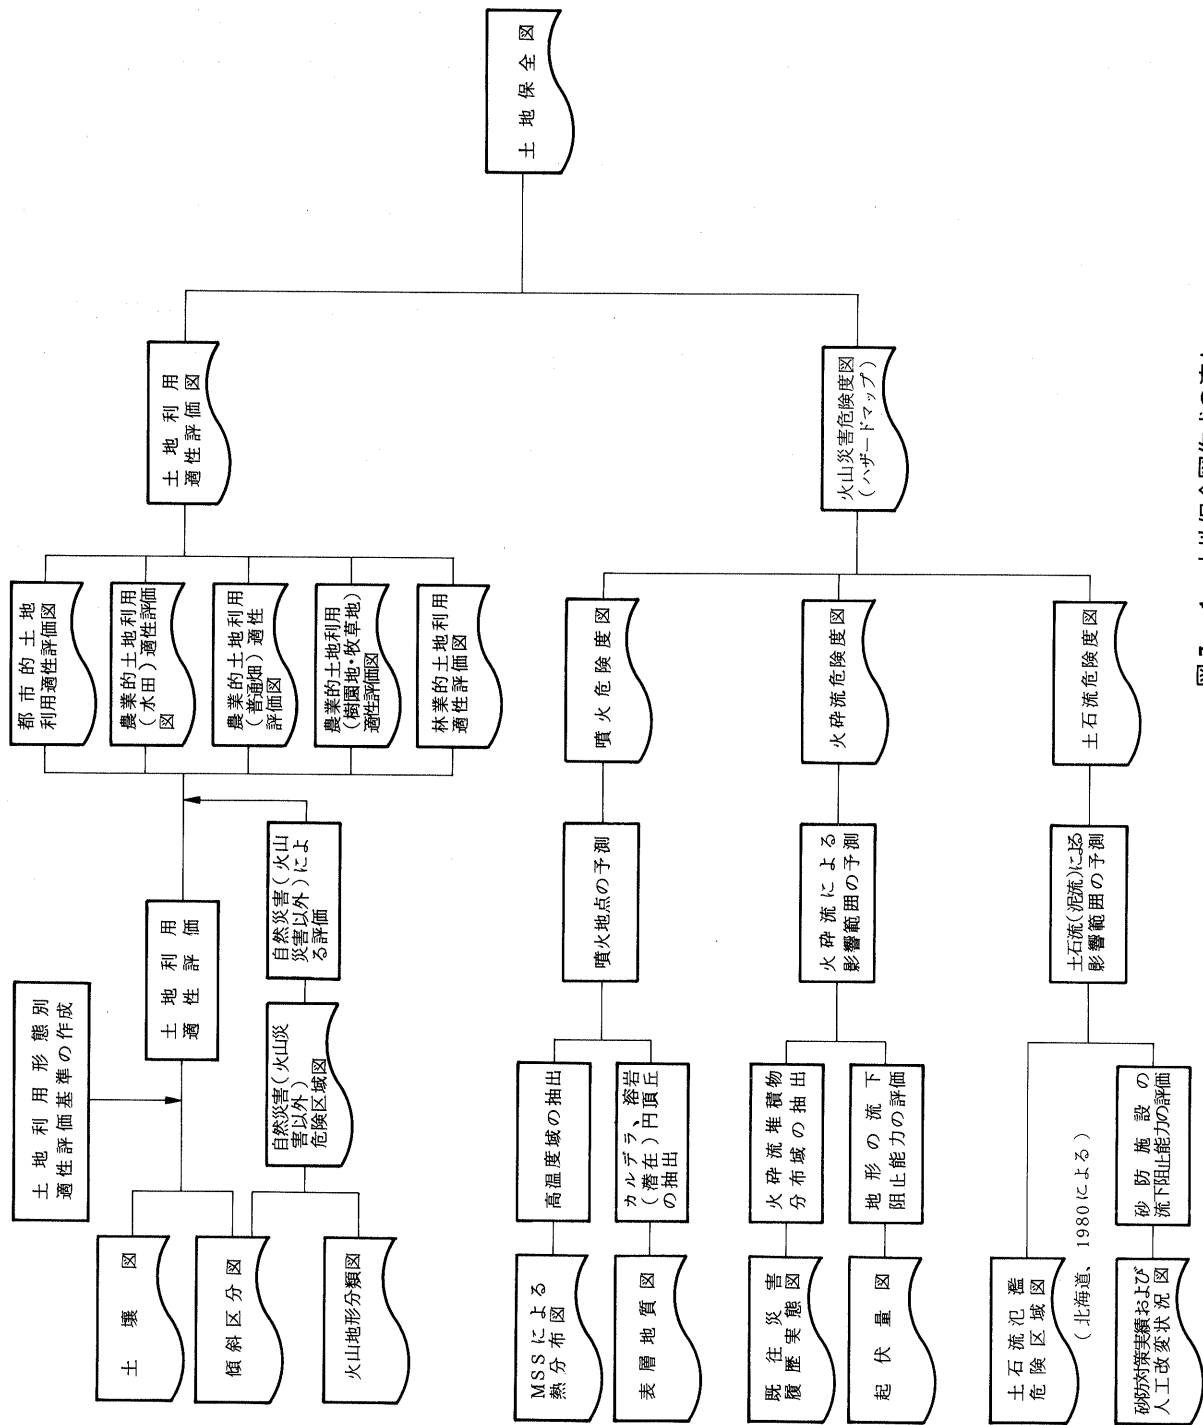 土壌図
傾斜区分図
火山地形分類図
土地利用形態別
適性評価基準の作成
土地利用
適性評価
自然災害(火山災
害以外)
危険区域図
自然災害(火山
災害以外)によ
る評価
都市的土地
利用適性評価図
農業的土地利用
(水田)適性評価
図
農業的土地利用
(普通畑)適性
評価図
農業的土地利用
(樹園地・牧草地)
適性評価図
林業的土地利用
適性評価図
土地利用
適性評価図
MSSによる
熱分布図
表層地質図
高温度域の抽出
カルデラ、溶岩
(潜在)円頂丘
の抽出
噴火地点の予測
噴火危険度図
既往災害
履歴実態図
起伏量図
火砕流堆積物
分布域の抽出
地形の流下
阻止能力の評価
火砕流による
影響範囲の予測
火砕流危険度図
土石流氾濫
危険区域図
(北海道、1980による)
砂防対策実績および
人工改変状況図
砂防施設の
流下阻止能力の評価
土石流(泥流)による
影響範囲の予測
土石流危険度図
火山災害危険度図
(ハザードマップ)
土地保全図